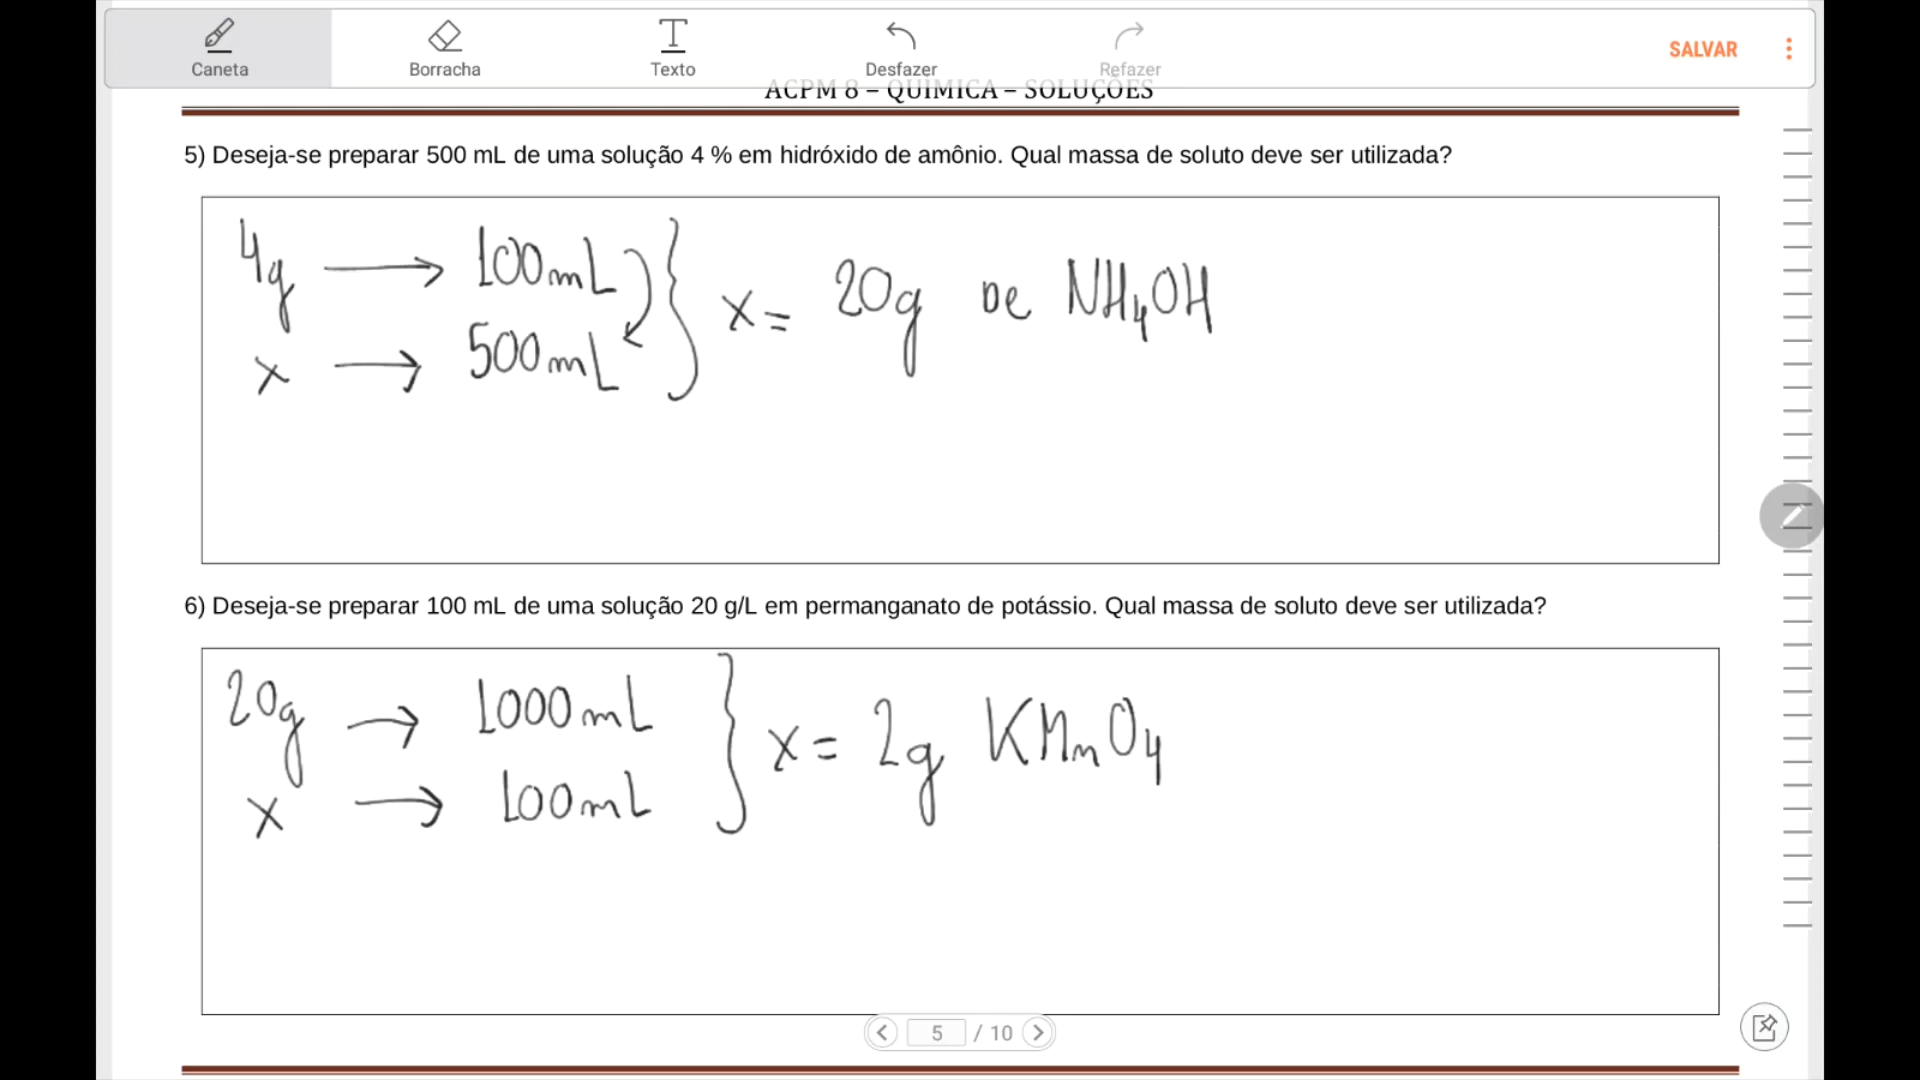 Caneta
Borracha
Texto
Desfazer
Refazer
SALVAR
ACPM 8 – QUÍMICA – SOLUÇÕES
5) Deseja-se preparar 500 mL de uma solução 4 % em hidróxido de amônio. Qual massa de soluto deve ser utilizada?
4g → 100mL
x → 500mL
x = 20g DE NH4OH
6) Deseja-se preparar 100 mL de uma solução 20 g/L em permanganato de potássio. Qual massa de soluto deve ser utilizada?
20g → 1000mL
x → 100mL
x = 2g KMnO4
5 / 10